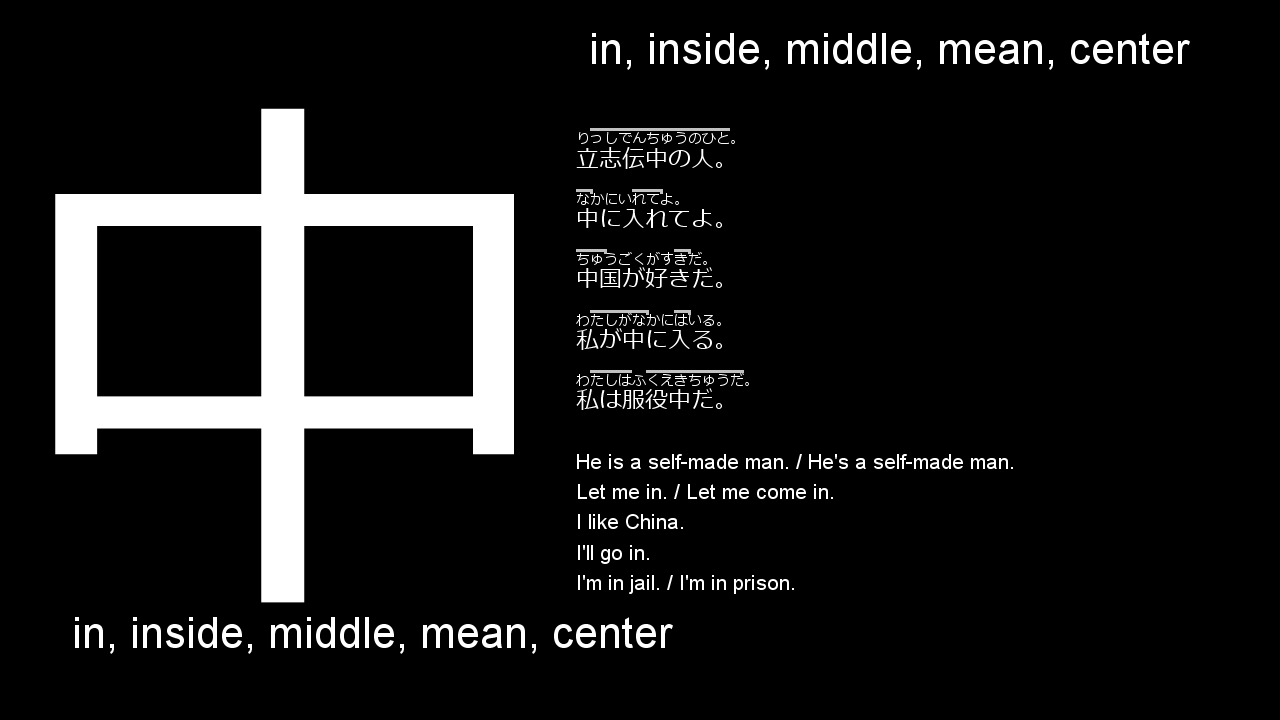 in, inside, middle, mean, center
中
りっしでんちゅうのひと。
立志伝中の人。
なかにいれてよ。
中に入れてよ。
ちゅうごくがすきだ。
中国が好きだ。
わたしがなかにはいる。
私が中に入る。
わたしはふくえきちゅうだ。
私は服役中だ。
He is a self-made man. / He's a self-made man.
Let me in. / Let me come in.
I like China.
I'll go in.
I'm in jail. / I'm in prison.
in, inside, middle, mean, center